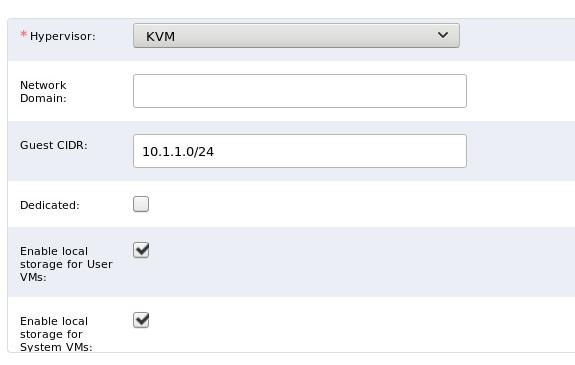 * Hypervisor:
KVM
Network
Domain:
Guest CIDR:
10.1.1.0/24
Dedicated:
Enable local
storage for User
VMs:
Enable local
storage for
System VMs: